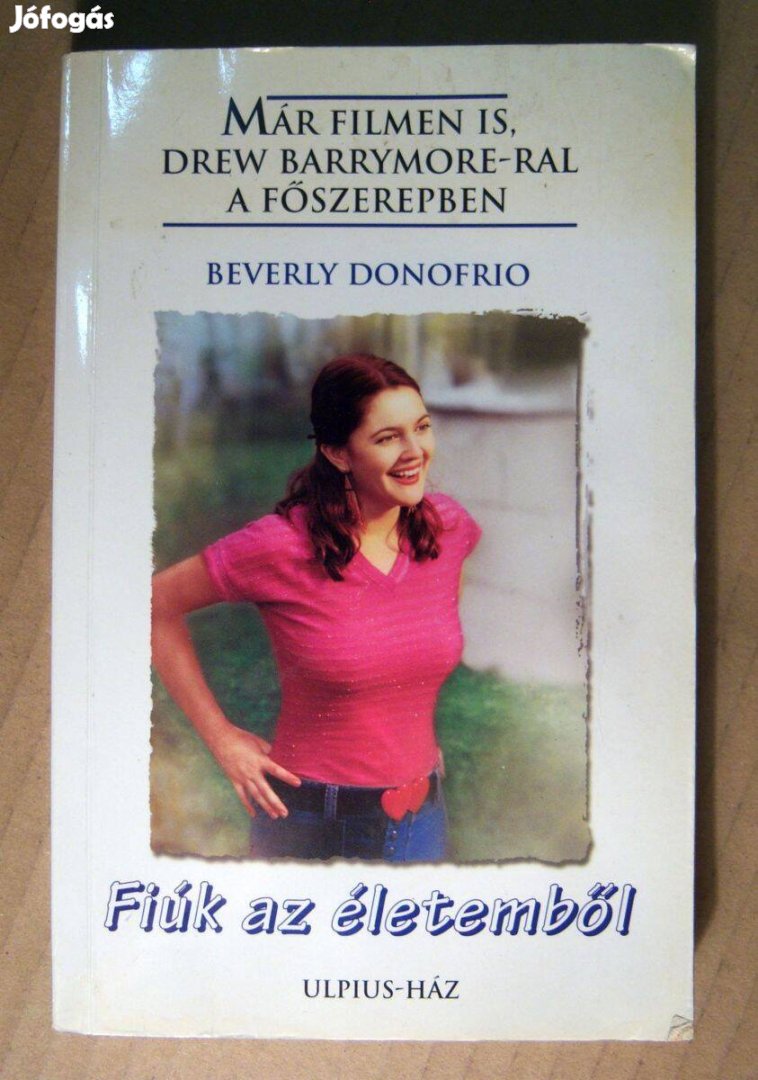 Jófogás
MÁR FILMEN IS,
DREW BARRYMORE-RAL
A FŐSZEREPBEN
BEVERLY DONOFRIO
Fiúk az életemből
ULPIUS-HÁZ